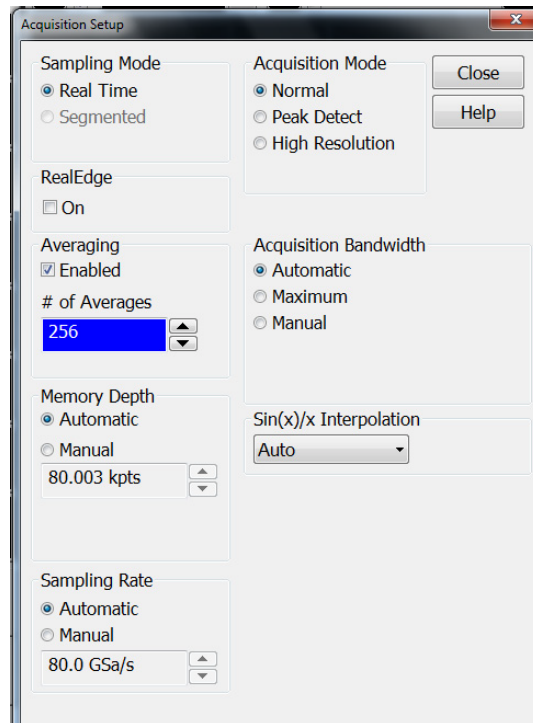 Acquisition Setup
Sampling Mode
Real Time
Segmented
Acquisition Mode
Normal
Peak Detect
High Resolution
Close
Help
RealEdge
On
Averaging
Enabled
# of Averages
256
Acquisition Bandwidth
Automatic
Maximum
Manual
Memory Depth
Automatic
Manual
80.003 kpts
Sin(x)/x Interpolation
Auto
Sampling Rate
Automatic
Manual
80.0 GSa/s